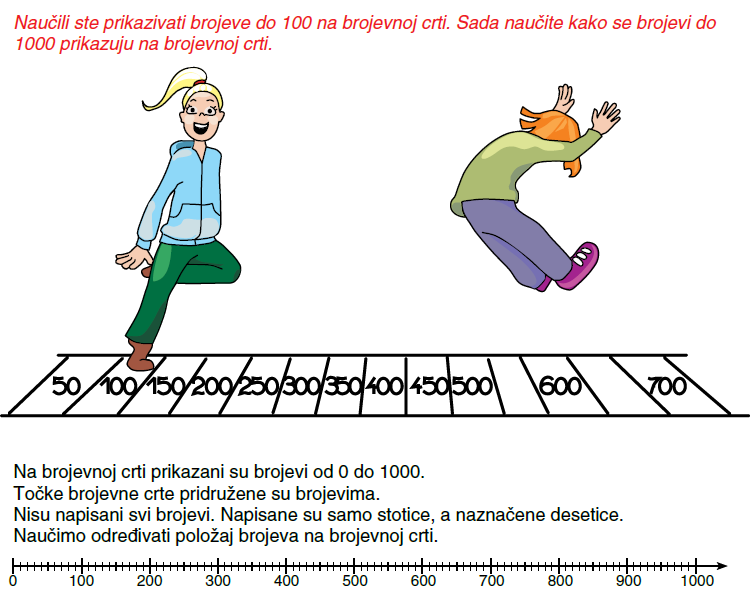 Naučili ste prikazivati brojeve do 100 na brojevnoj crti. Sada naučite kako se brojevi do
1000 prikazuju na brojevnoj crti.
50 100 150 200 250 300 350 400 450 500 600 700
Na brojevnoj crti prikazani su brojevi od 0 do 1000.
Točke brojevne crte pridružene su brojevima.
Nisu napisani svi brojevi. Napisane su samo stotice, a naznačene desetice.
Naučimo određivati položaj brojeva na brojevnoj crti.
0 100 200 300 400 500 600 700 800 900 1000